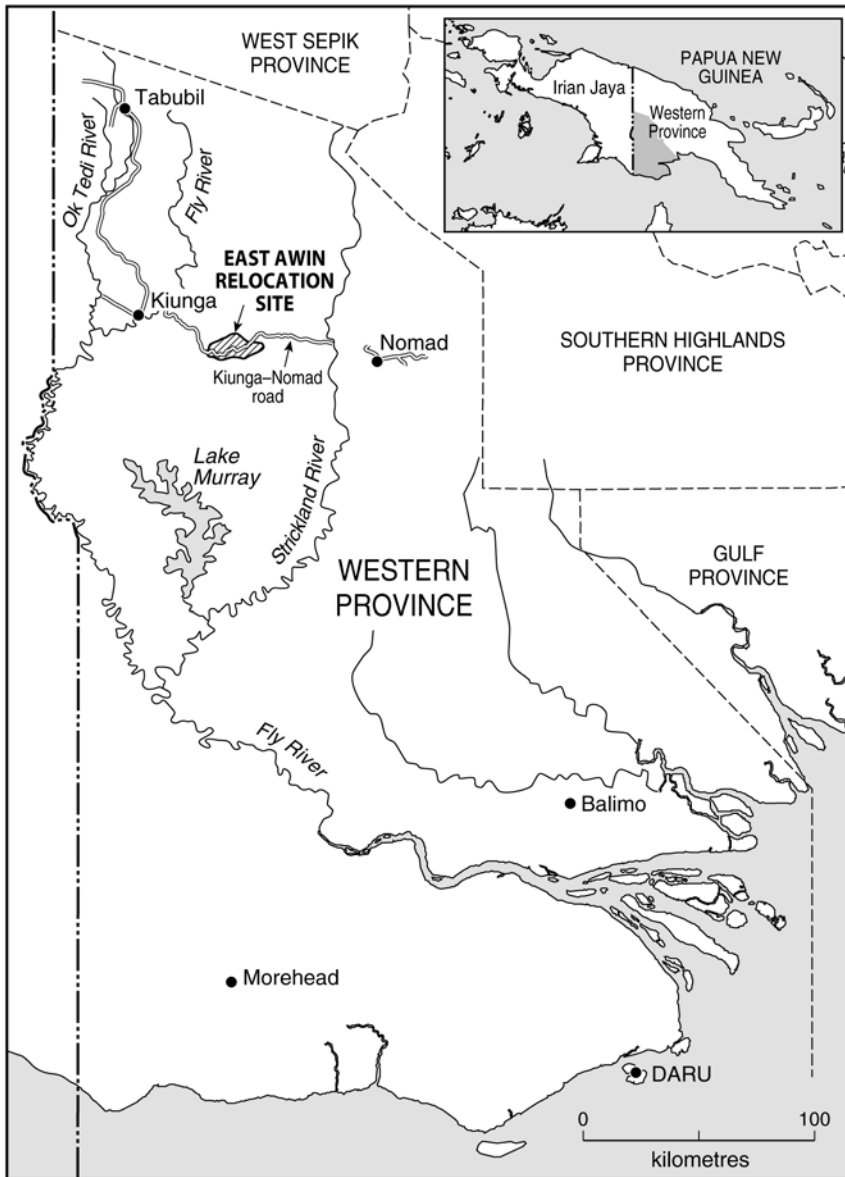 WEST SEPIK
PROVINCE
PAPUA NEW
GUINEA
Irian Jaya
Western
Province
Tabubil
Ok Tedi River
Fly River
EAST AWIN
RELOCATION
SITE
Kiunga
Nomad
Kiunga–Nomad
road
SOUTHERN HIGHLANDS
PROVINCE
Lake
Murray
Strickland River
WESTERN
PROVINCE
GULF
PROVINCE
Fly River
Balimo
Morehead
DARU
0 100
kilometres